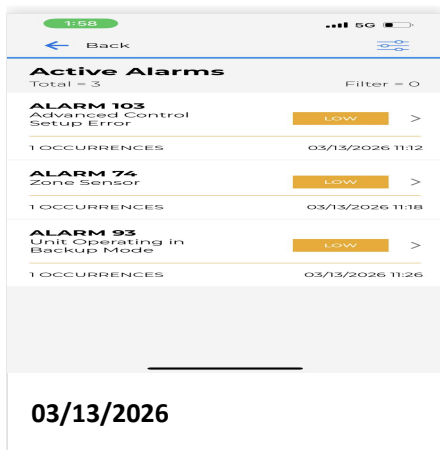 1:58 5G
Back
Active Alarms
Total = 3 Filter = 0
ALARM 103
Advanced Control
Setup Error
LOW >
1 OCCURRENCES 03/13/2026 11:12
ALARM 74
Zone Sensor
LOW >
1 OCCURRENCES 03/13/2026 11:18
ALARM 93
Unit Operating in
Backup Mode
LOW >
1 OCCURRENCES 03/13/2026 11:26
03/13/2026